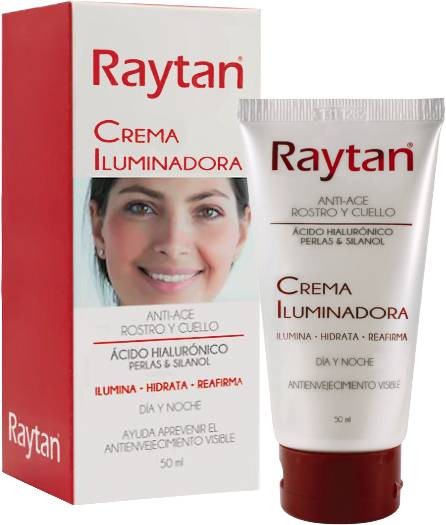 Raytan®
CREMA
ILUMINADORA
ANTI-AGE
ROSTRO Y CUELLO
ÁCIDO HIALURÓNICO
PERLAS & SILANOL
ILUMINA • HIDRATA • REAFIRMA
DÍA Y NOCHE
AYUDA APREVENIR EL
ANTIENVEJECIMIENTO VISIBLE
50 ml
Raytan®
Raytan®
ANTI-AGE
ROSTRO Y CUELLO
ÁCIDO HIALURÓNICO
PERLAS & SILANOL
CREMA
ILUMINADORA
ILUMINA • HIDRATA • REAFIRMA
DÍA Y NOCHE
ANTIENVEJECIMIENTO VISIBLE
50 ml